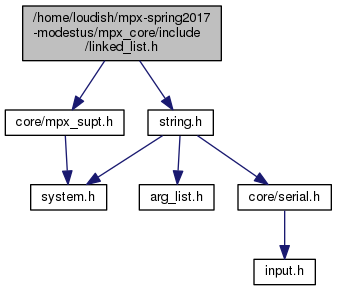 /home/loudish/mpx-spring2017
-modestus/mpx_core/include
/linked_list.h
core/mpx_supt.h
string.h
system.h
arg_list.h
core/serial.h
input.h